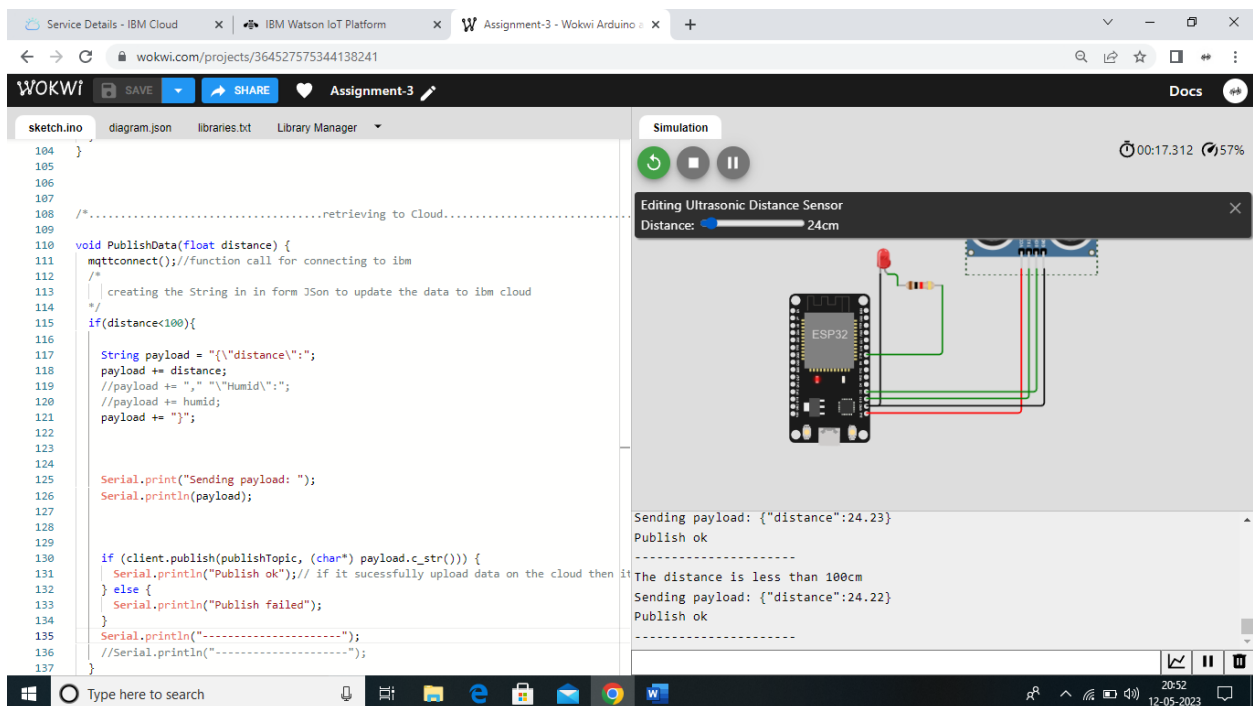 Service Details - IBM Cloud
IBM Watson IoT Platform
Assignment-3 - Wokwi Arduino a
wokwi.com/projects/364527575344138241
WOKWi
SAVE
SHARE
Assignment-3
Docs
sketch.ino
diagram.json
libraries.txt
Library Manager
104 }
105
106
107
108 /*.....................................retrieving to Cloud.............................
109
110 void PublishData(float distance) {
111 mqttconnect();//function call for connecting to ibm
112 /*
113 creating the String in in form JSon to update the data to ibm cloud
114 */
115 if(distance<100){
116
117 String payload = "{\"distance\":";
118 payload += distance;
119 //payload += "," "\"Humid\":";
120 //payload += humid;
121 payload += "}";
122
123
124
125 Serial.print("Sending payload: ");
126 Serial.println(payload);
127
128
129
130 if (client.publish(publishTopic, (char*) payload.c_str())) {
131 Serial.println("Publish ok");// if it sucessfully upload data on the cloud then it
132 } else {
133 Serial.println("Publish failed");
134 }
135 Serial.println("----------------------");
136 //Serial.println("---------------------");
137 }
Simulation
00:17.312 57%
Editing Ultrasonic Distance Sensor
Distance: 24cm
ESP32
Sending payload: {"distance":24.23}
Publish ok
----------------------
The distance is less than 100cm
Sending payload: {"distance":24.22}
Publish ok
----------------------
Type here to search
20:52
12-05-2023